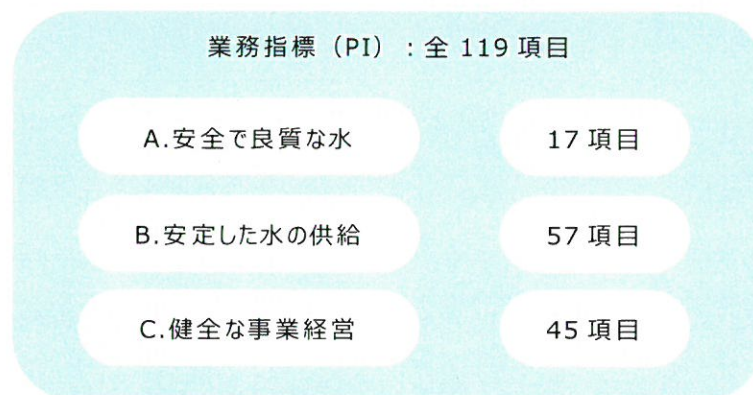 業務指標（PI）：全 119 項目
A.安全で良質な水 17 項目
B.安定した水の供給 57 項目
C.健全な事業経営 45 項目